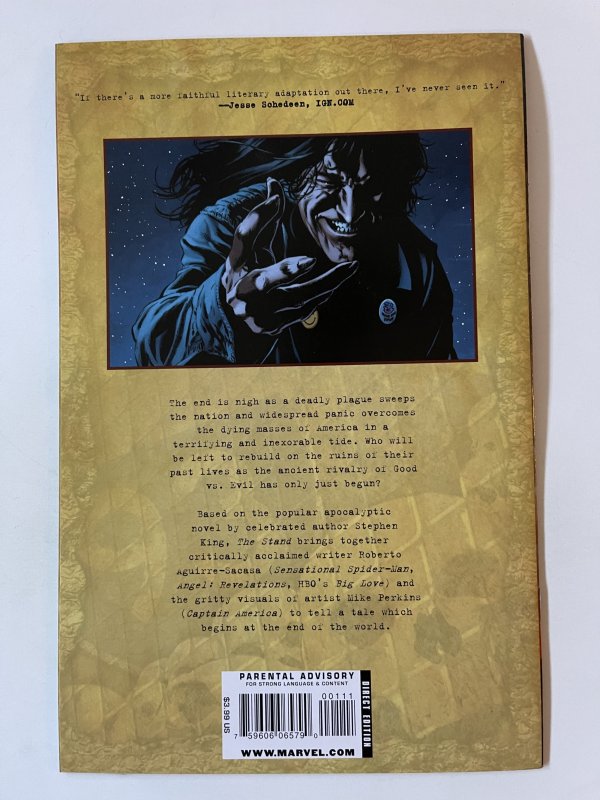 "If there's a more faithful literary adaptation out there, I've never seen it."
—Jesse Schedeen, IGN.COM
The end is nigh as a deadly plague sweeps
the nation and widespread panic overcomes
the dying masses of America in a
terrifying and inexorable tide. Who will
be left to rebuild on the ruins of their
past lives as the ancient rivalry of Good
vs. Evil has only just begun?
Based on the popular apocalyptic
novel by celebrated author Stephen
King, The Stand brings together
critically acclaimed writer Roberto
Aguirre-Sacasa (Sensational Spider-Man,
Angel: Revelations, HBO's Big Love) and
the gritty visuals of artist Mike Perkins
(Captain America) to tell a tale which
begins at the end of the world.
PARENTAL ADVISORY
FOR STRONG LANGUAGE & CONTENT
$3.99 US
00111
7 59606 06579 0
DIRECT EDITION
WWW.MARVEL.COM